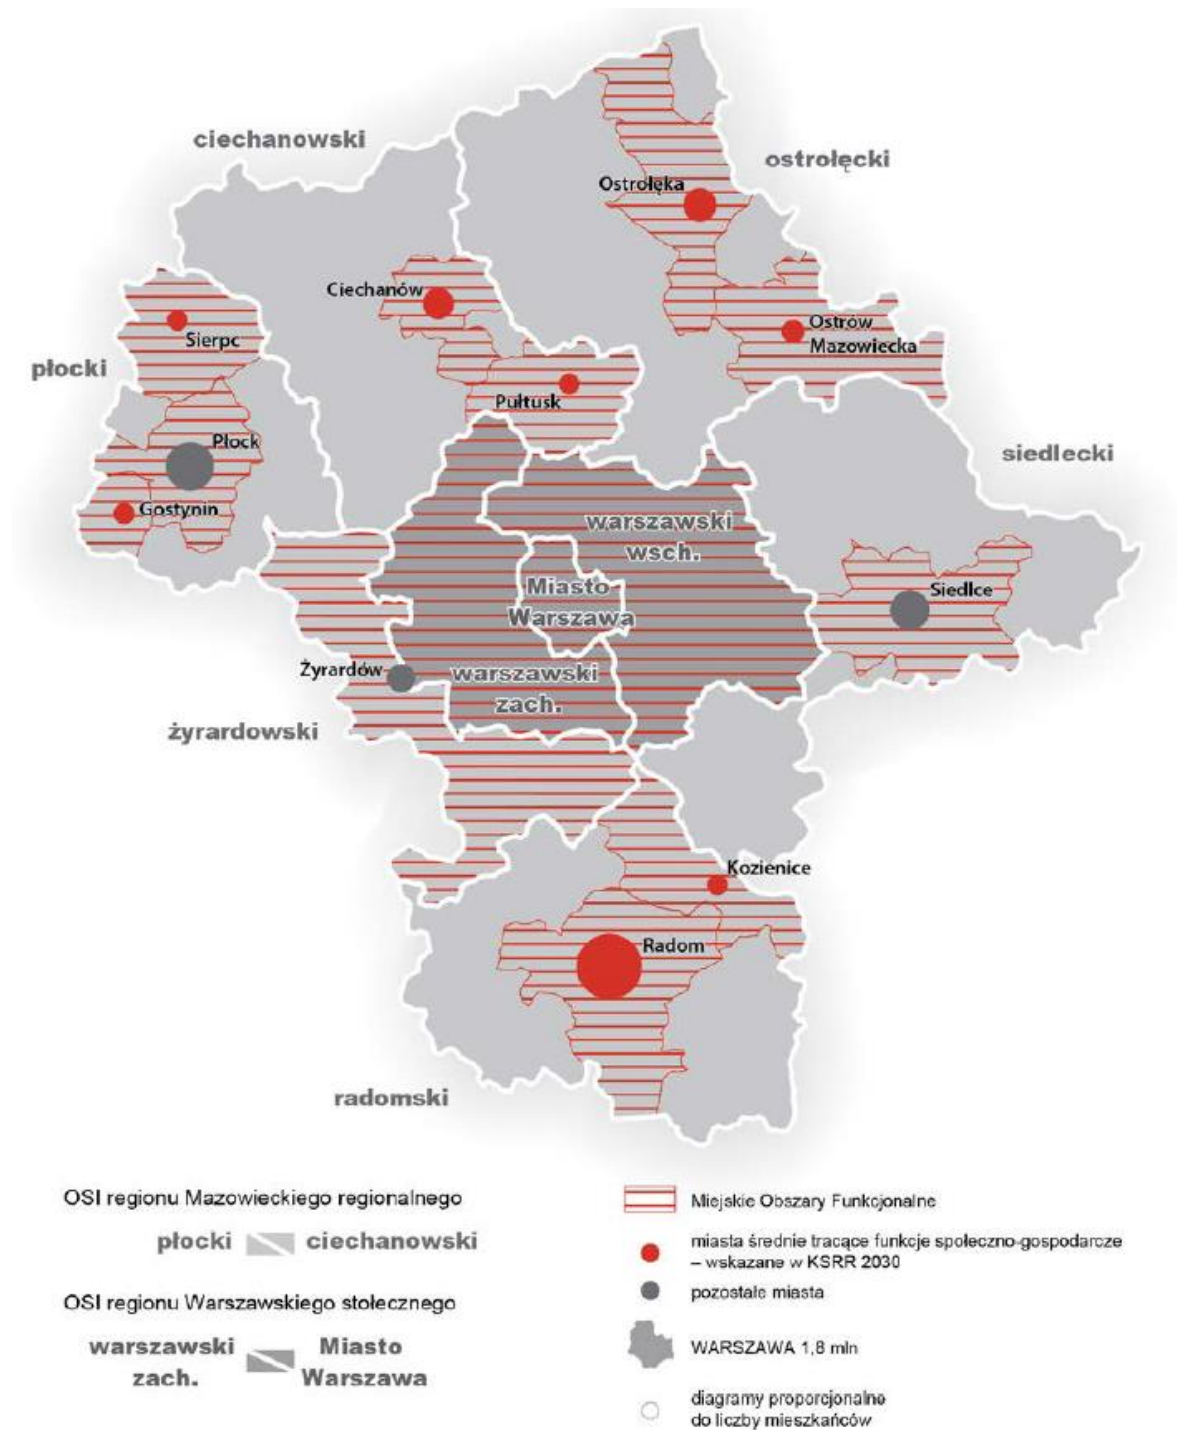 ciechanowski
ostrołęcki
Ostrołęka
Ciechanów
Sierpc
Ostrów
Mazowiecka
płocki
Pułtusk
Płock
siedlecki
Gostynin
warszawski
wsch.
Miasto
Warszawa
Siedlce
Żyrardów
warszawski
zach.
żyrardowski
Kozienice
Radom
radomski
OSI regionu Mazowieckiego regionalnego
płocki ciechanowski
OSI regionu Warszawskiego stołecznego
warszawski
zach.
Miasto
Warszawa
Miejskie Obszary Funkcjonalne
miasta średnie tracące funkcje społeczno-gospodarcze
– wskazane w KSRR 2030
pozostałe miasta
WARSZAWA 1,8 mln
diagramy proporcjonalne
do liczby mieszkańców